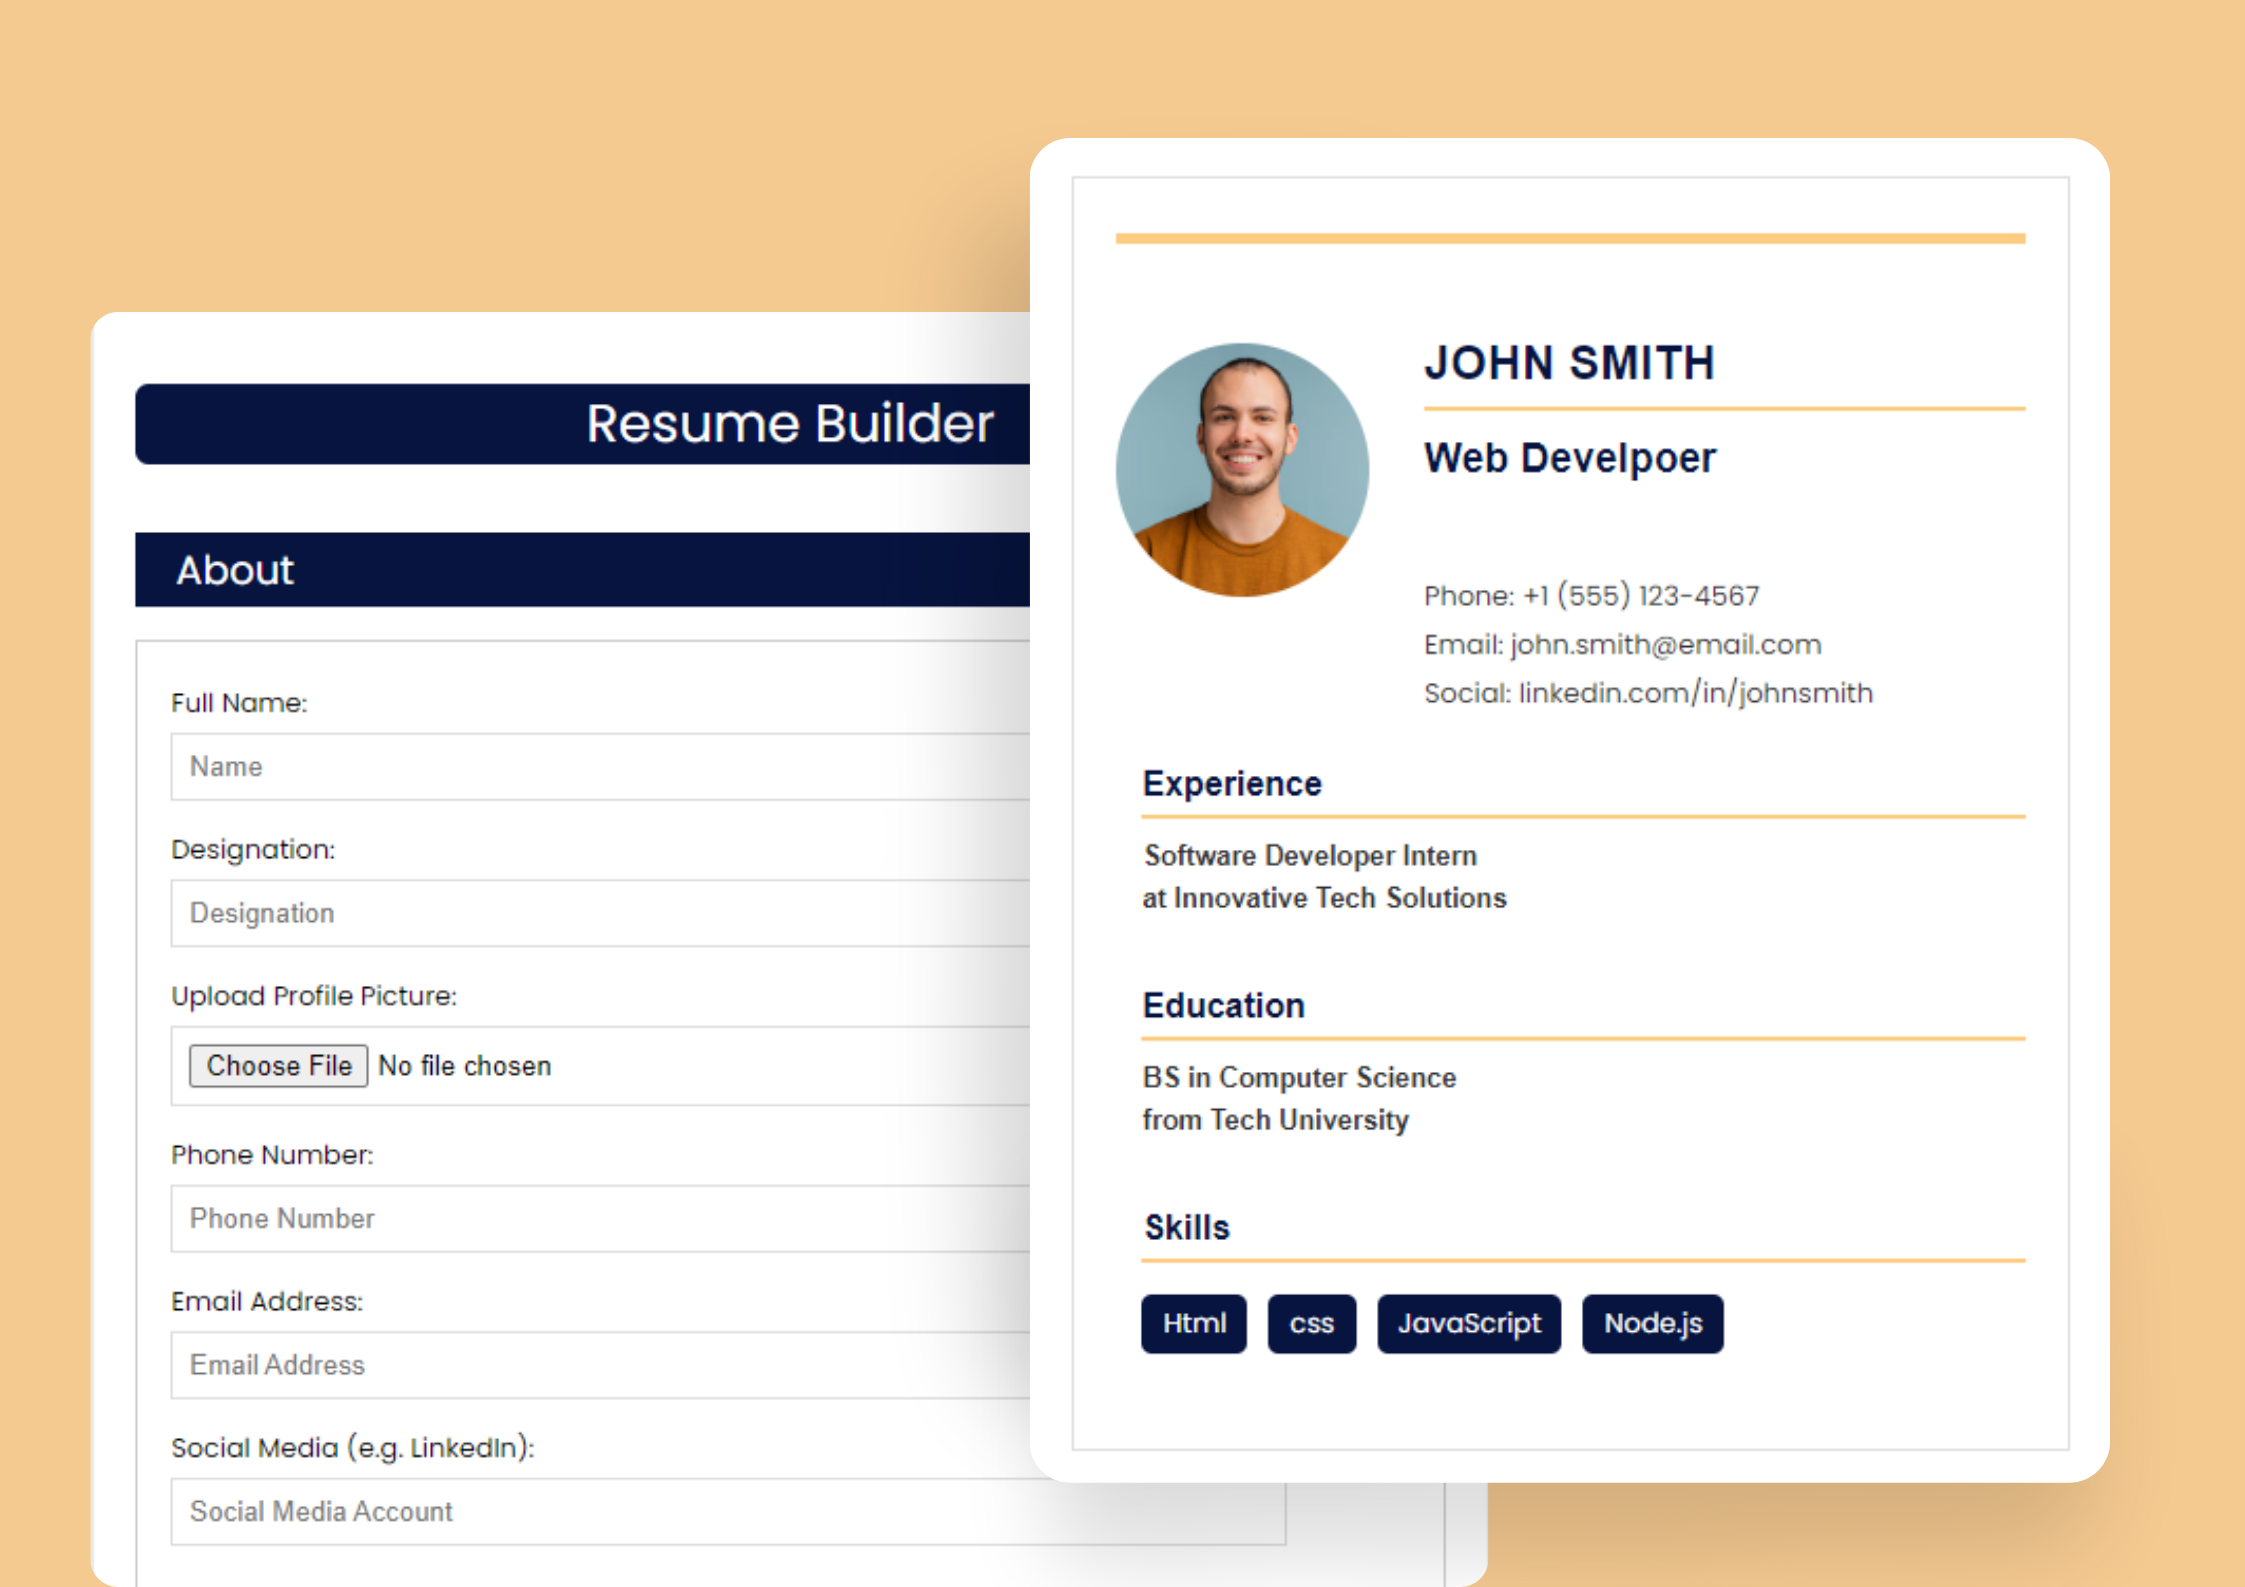 Resume Builder
About
Full Name:
Name
Designation:
Designation
Upload Profile Picture:
Choose File No file chosen
Phone Number:
Phone Number
Email Address:
Email Address
Social Media (e.g. LinkedIn):
Social Media Account
JOHN SMITH
Web Develpoer
Phone: +1 (555) 123-4567
Email: john.smith@email.com
Social: linkedin.com/in/johnsmith
Experience
Software Developer Intern
at Innovative Tech Solutions
Education
BS in Computer Science
from Tech University
Skills
Html css JavaScript Node.js